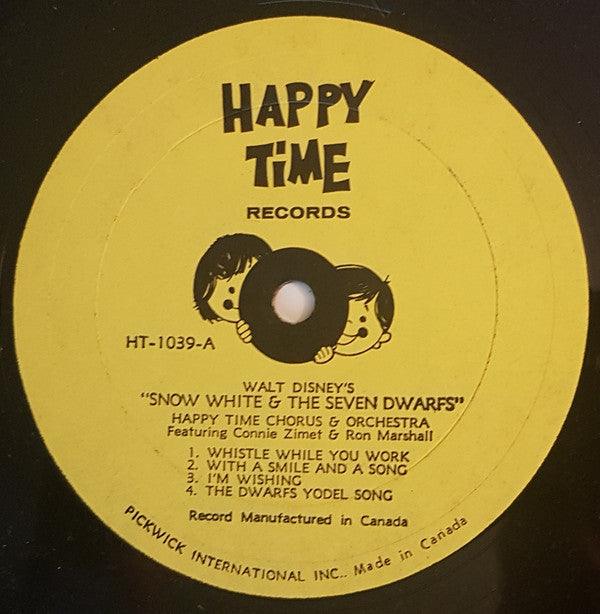 HAPPY
TiME
RECORDS
HT-1039-A
WALT DISNEY'S
"SNOW WHITE & THE SEVEN DWARFS"
HAPPY TIME CHORUS & ORCHESTRA
Featuring Connie Zimet & Ron Marshall
1. WHISTLE WHILE YOU WORK
2. WITH A SMILE AND A SONG
3. I'M WISHING
4. THE DWARFS YODEL SONG
Record Manufactured in Canada
PICKWICK INTERNATIONAL INC.. Made in Canada